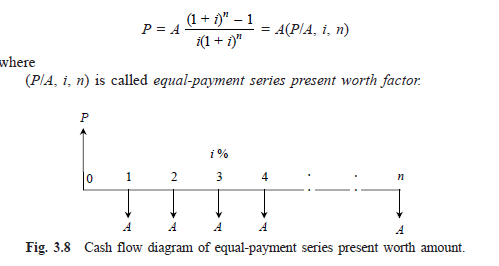 P = A \frac{(1 + i)^n – 1}{i(1 + i)^n} = A(P/A, i, n)
where
(P/A, i, n) is called equal-payment series present worth factor.
P
i %
0 1 2 3 4 . . n
A A A A A
Fig. 3.8 Cash flow diagram of equal-payment series present worth amount.